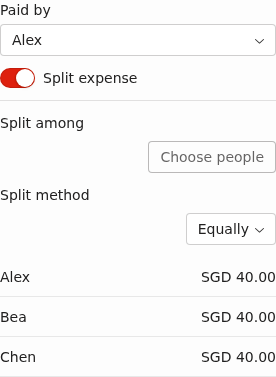 Paid by
Alex
Split expense
Split among
Choose people
Split method
Equally
Alex SGD 40.00
Bea SGD 40.00
Chen SGD 40.00